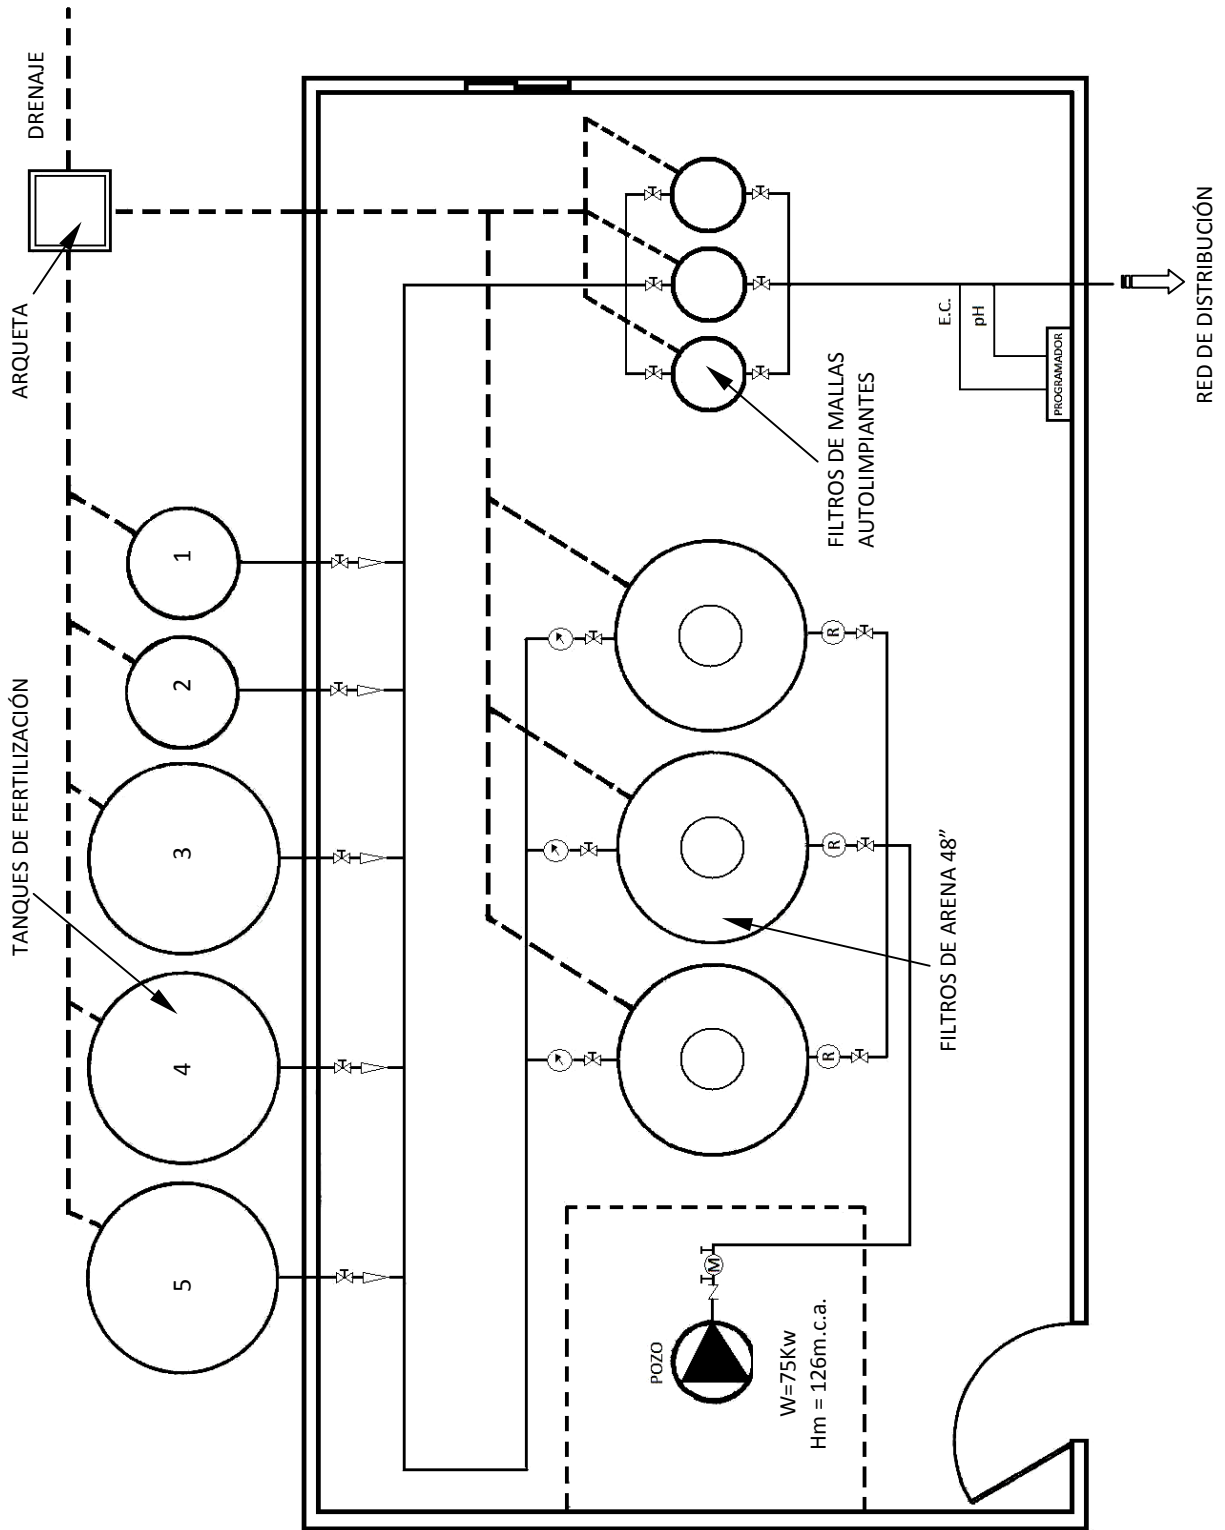 TANQUES DE FERTILIZACIÓN
ARQUETA
DRENAJE
5
4
3
2
1
POZO
W=75Kw
Hm = 126m.c.a.
M
R
R
R
FILTROS DE ARENA 48”
FILTROS DE MALLAS
AUTOLIMPIANTES
E.C.
pH
PROGRAMADOR
RED DE DISTRIBUCIÓN